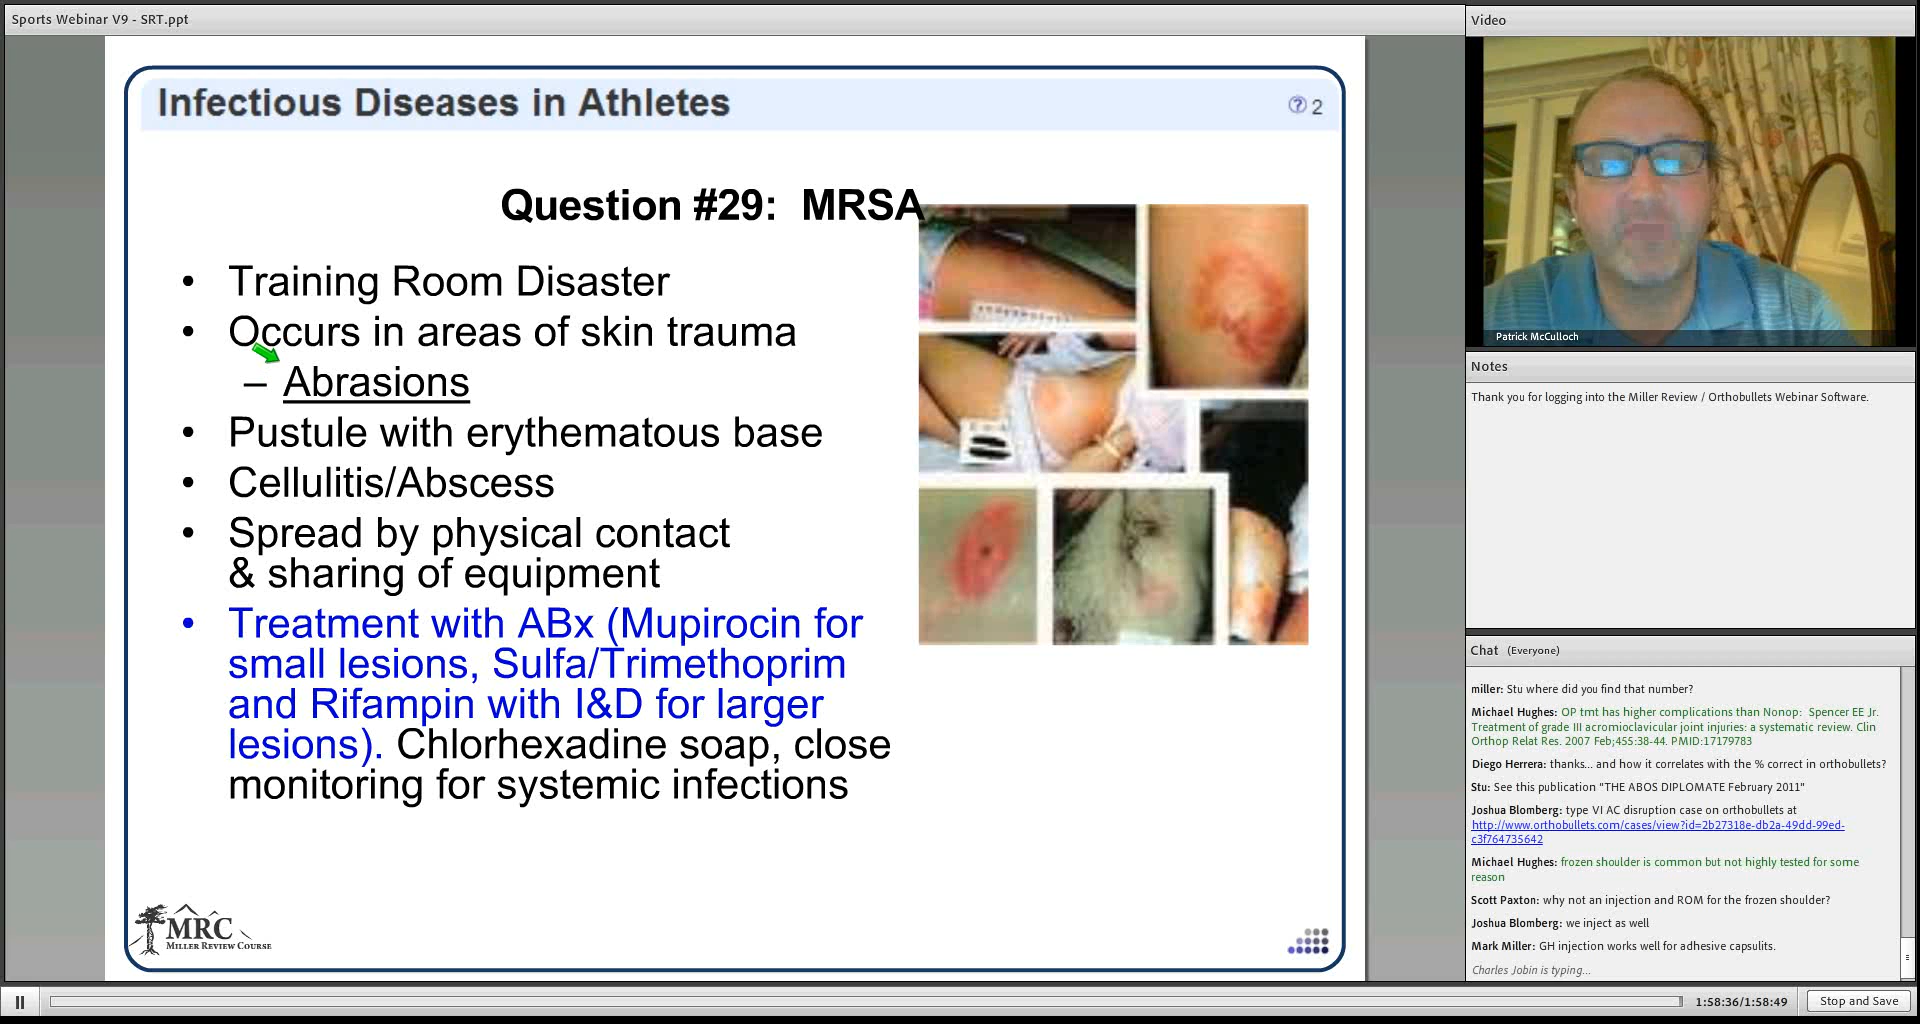 Sports Webinar V9 - SRT.ppt
Infectious Diseases in Athletes
? 2
Question #29: MRSA
• Training Room Disaster
• Occurs in areas of skin trauma
– Abrasions
• Pustule with erythematous base
• Cellulitis/Abscess
• Spread by physical contact
& sharing of equipment
• Treatment with ABx (Mupirocin for
small lesions, Sulfa/Trimethoprim
and Rifampin with I&D for larger
lesions). Chlorhexadine soap, close
monitoring for systemic infections
MRC
MILLER REVIEW COURSE
Video
Patrick McCulloch
Notes
Thank you for logging into the Miller Review / Orthobullets Webinar Software.
Chat (Everyone)
miller: Stu where did you find that number?
Michael Hughes: OP tmt has higher complications than Nonop: Spencer EE Jr.
Treatment of grade III acromioclavicular joint injuries: a systematic review. Clin
Orthop Relat Res. 2007 Feb;455:38-44. PMID:17179783
Diego Herrera: thanks... and how it correlates with the % correct in orthobullets?
Stu: See this publication "THE ABOS DIPLOMATE February 2011"
Joshua Blomberg: type VI AC disruption case on orthobullets at
http://www.orthobullets.com/cases/view?id=2b27318e-db2a-49dd-99ed-
c3f764735642
Michael Hughes: frozen shoulder is common but not highly tested for some
reason
Scott Paxton: why not an injection and ROM for the frozen shoulder?
Joshua Blomberg: we inject as well
Mark Miller: GH injection works well for adhesive capsulits.
Charles Jobin is typing...
1:58:36/1:58:49
Stop and Save